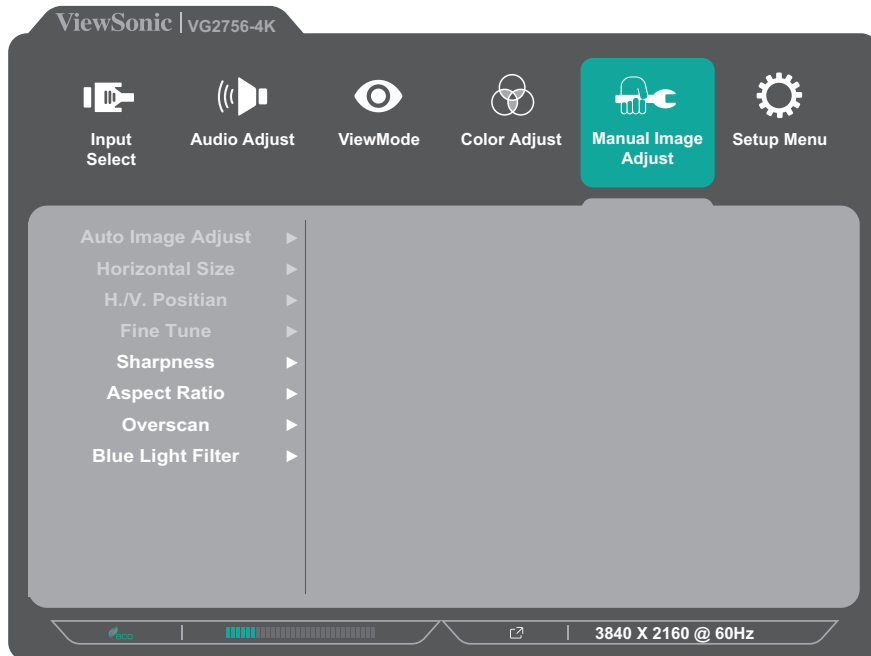 ViewSonic | VG2756-4K
Input Select
Audio Adjust
ViewMode
Color Adjust
Manual Image Adjust
Setup Menu
Auto Image Adjust
Horizontal Size
H./V. Positian
Fine Tune
Sharpness
Aspect Ratio
Overscan
Blue Light Filter
eco
3840 X 2160 @ 60Hz